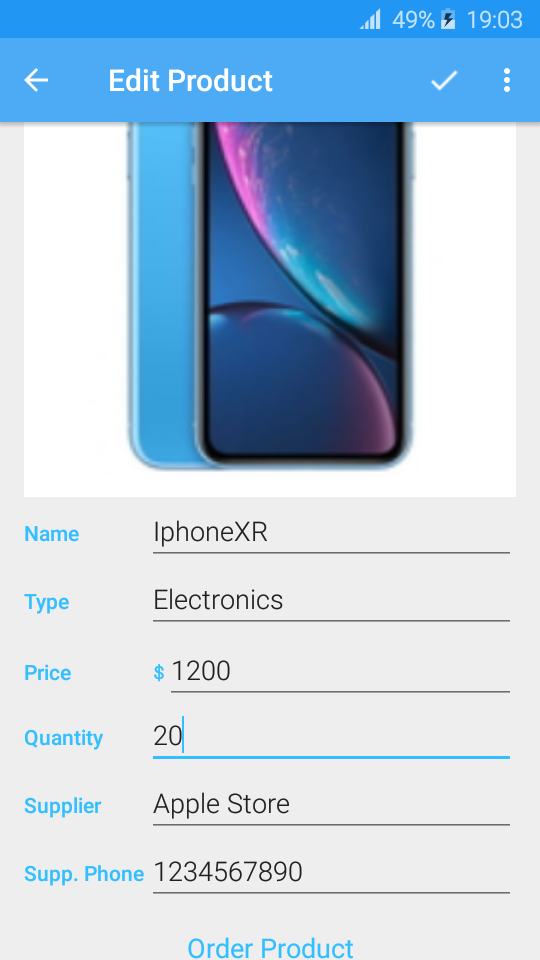 49% 19:03
Edit Product
Name IphoneXR
Type Electronics
Price $ 1200
Quantity 20
Supplier Apple Store
Supp. Phone 1234567890
Order Product